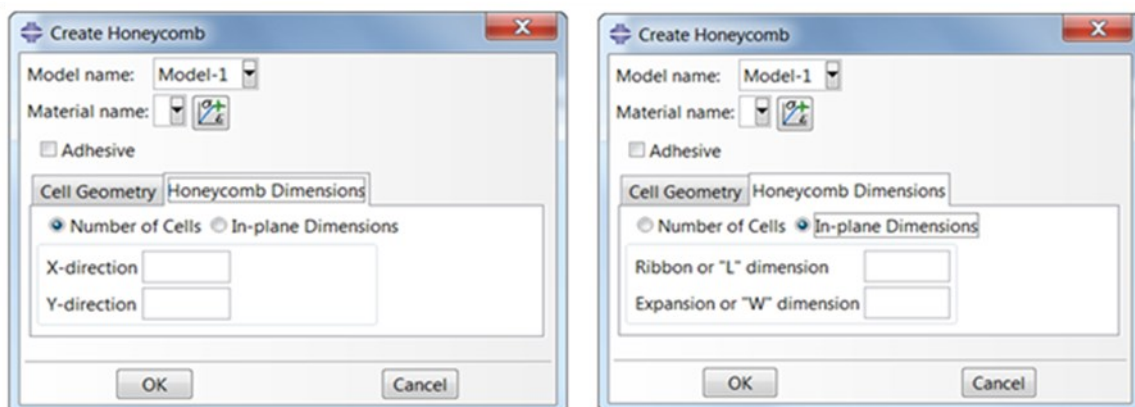 Create Honeycomb
Model name: Model-1
Material name:
Adhesive
Cell Geometry Honeycomb Dimensions
Number of Cells In-plane Dimensions
X-direction
Y-direction
OK Cancel
Create Honeycomb
Model name: Model-1
Material name:
Adhesive
Cell Geometry Honeycomb Dimensions
Number of Cells In-plane Dimensions
Ribbon or "L" dimension
Expansion or "W" dimension
OK Cancel